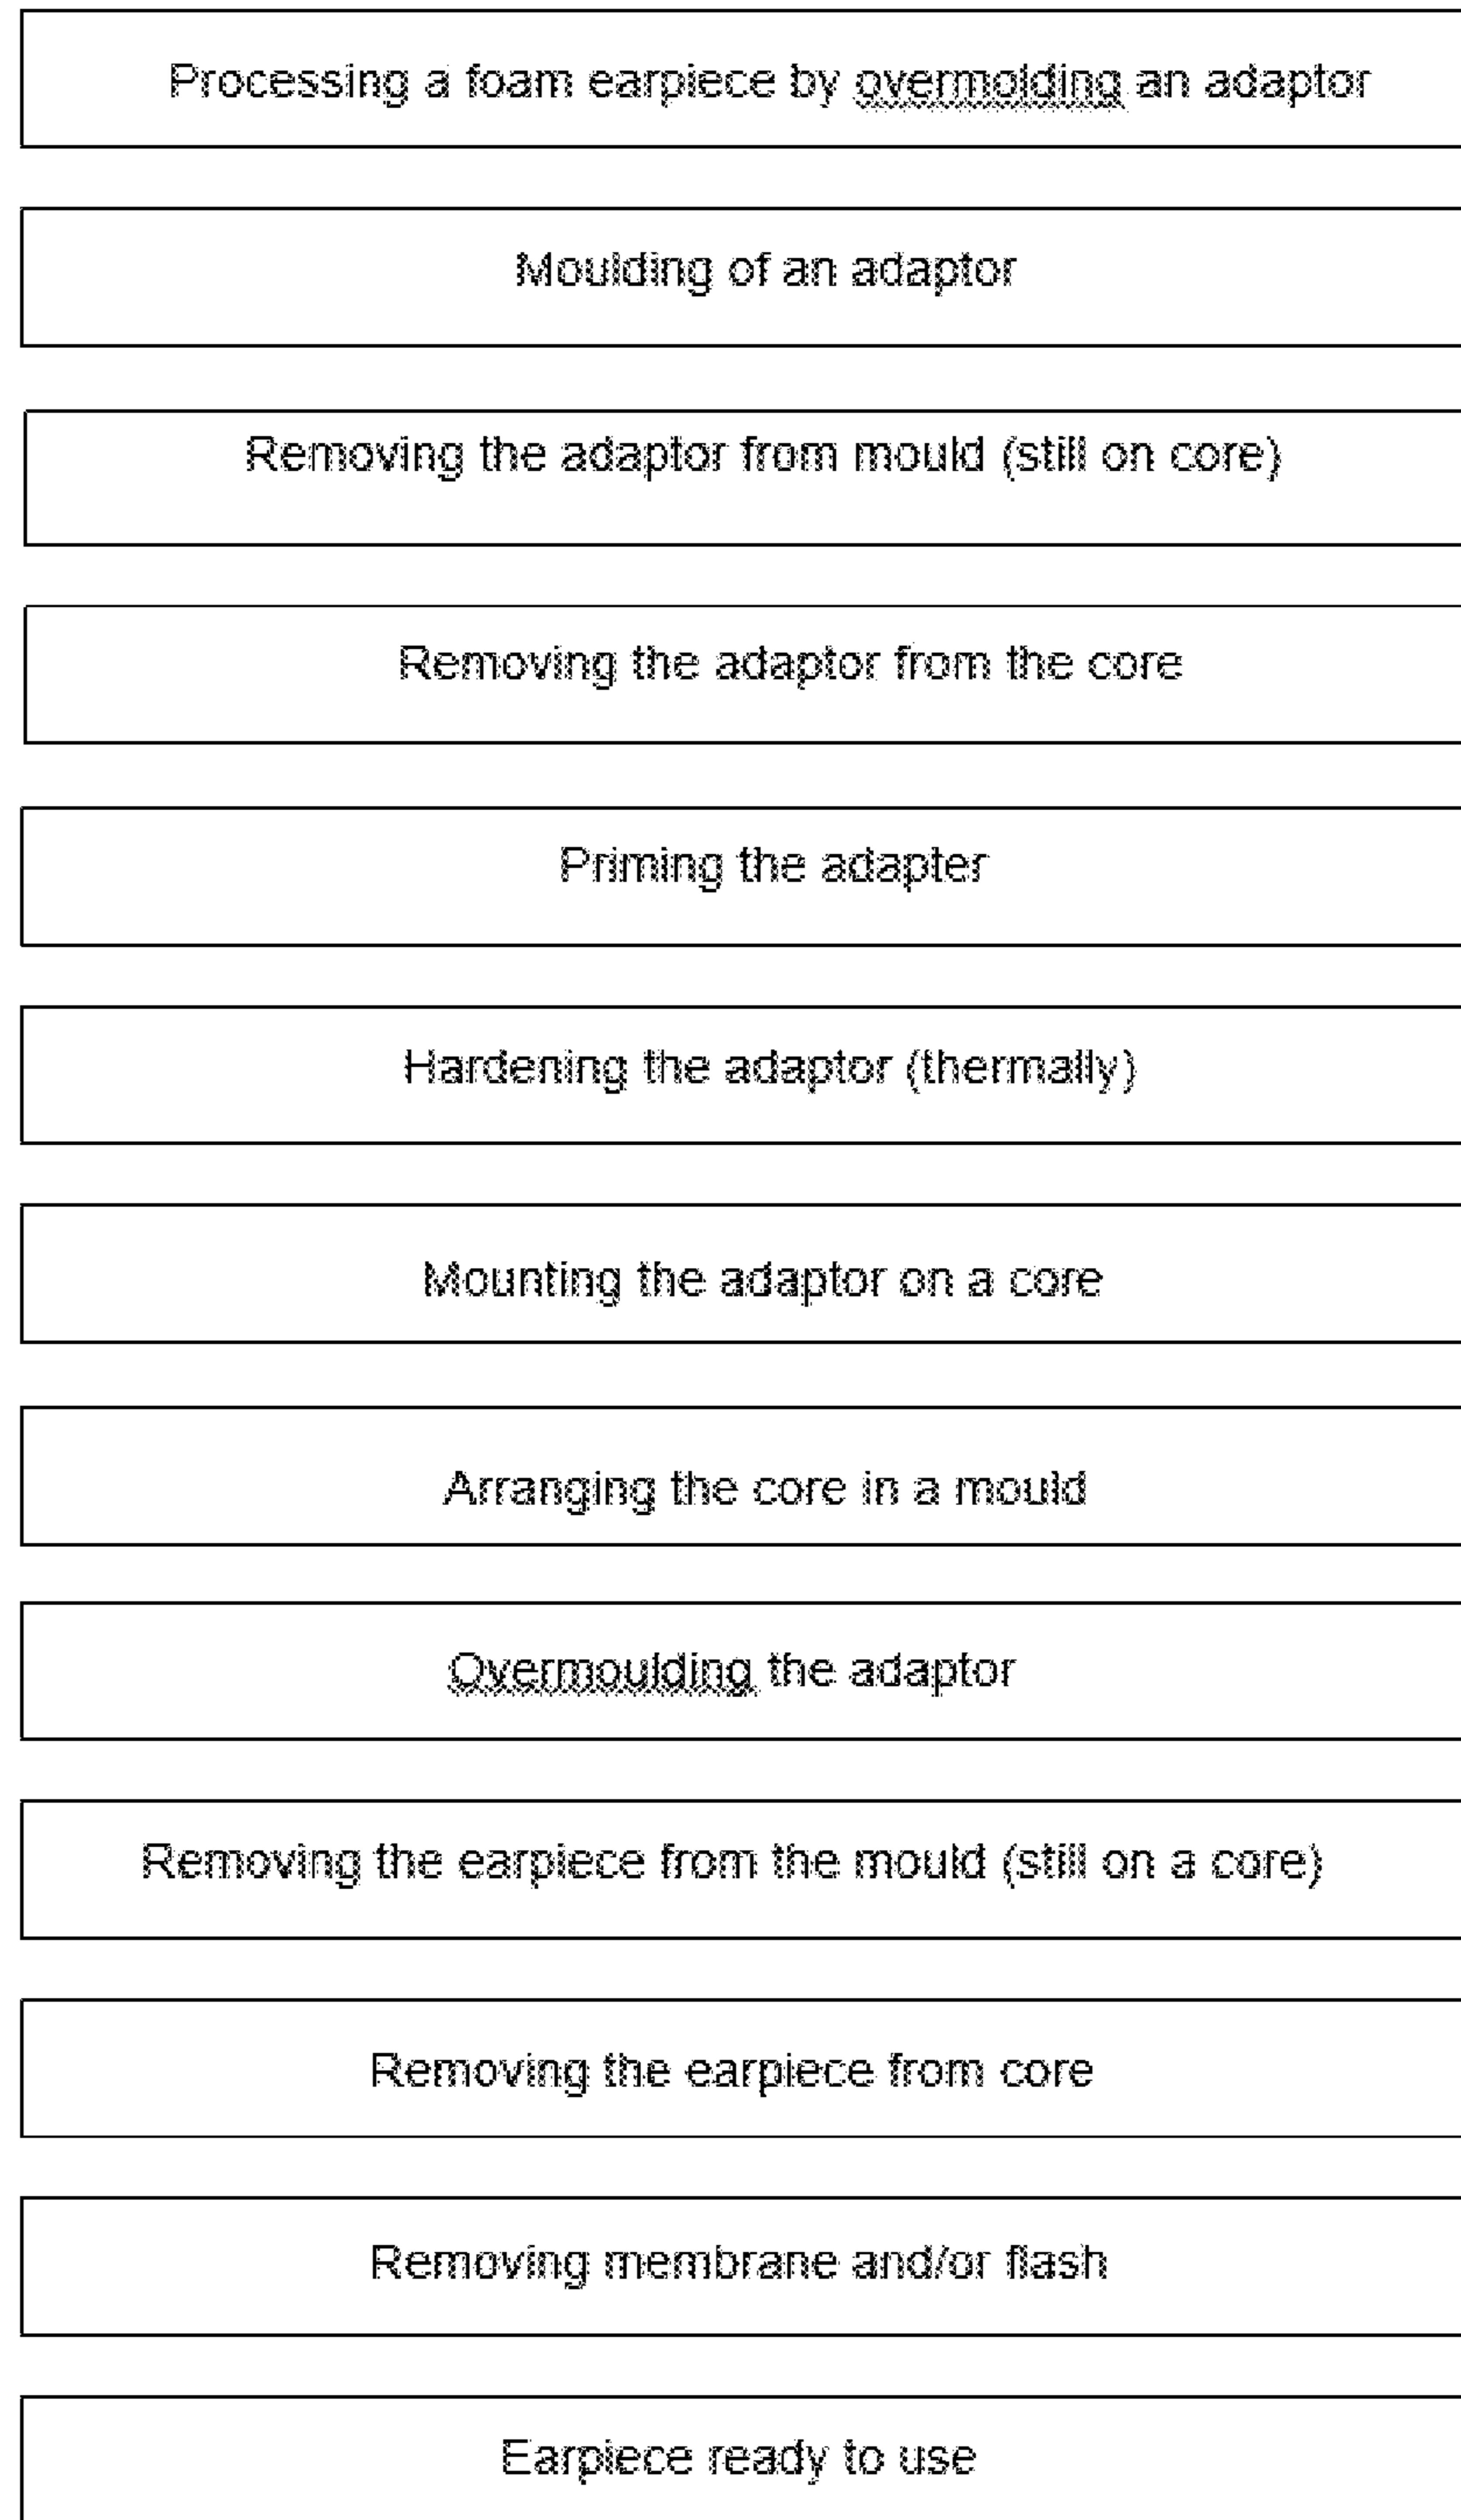 Processing a foam earpiece by overmolding an adaptor
Moulding of an adaptor
Removing the adaptor from mould (still on core)
Removing the adaptor from the core
Priming the adapter
Hardening the adaptor (thermally)
Mounting the adaptor on a core
Arranging the core in a mould
Overmoulding the adaptor
Removing the earpiece from the mould (still on a core)
Removing the earpiece from core
Removing membrane and/or flash
Earpiece ready to use